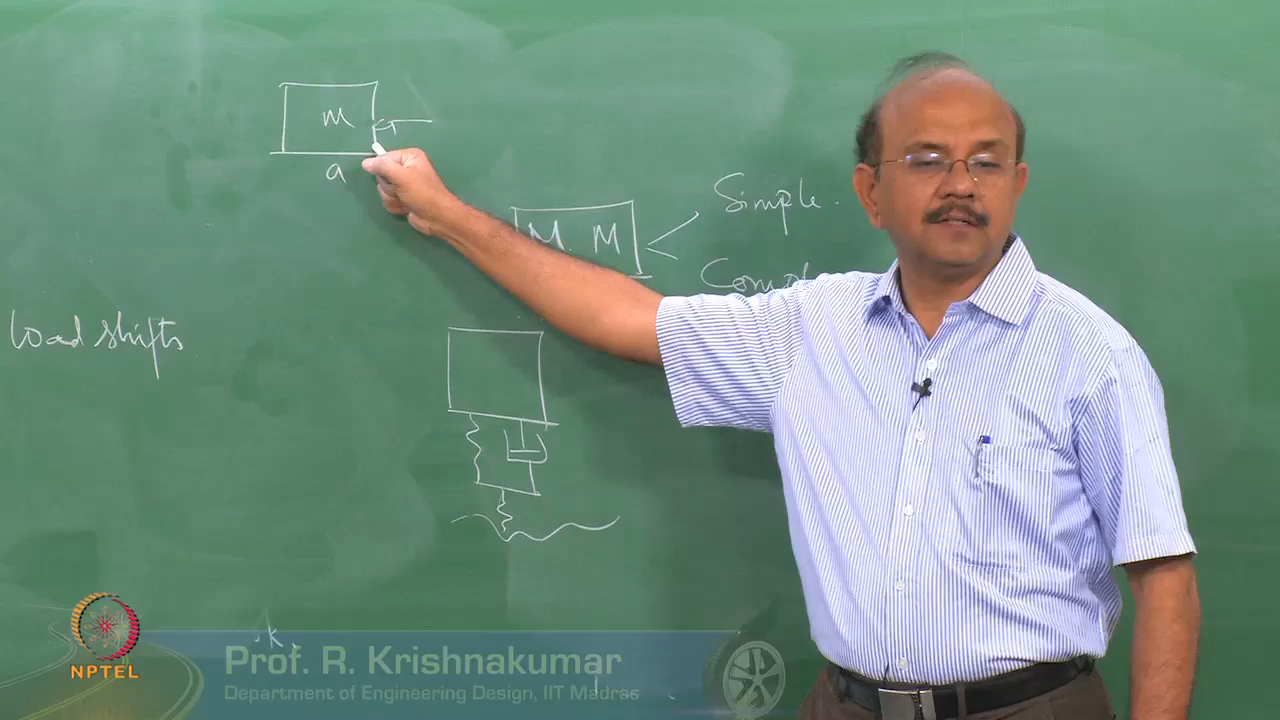 m
a
M. M
Simple.
load shifts
k,
NPTEL
Prof. R. Krishnakumar
Department of Engineering Design, IIT Madras